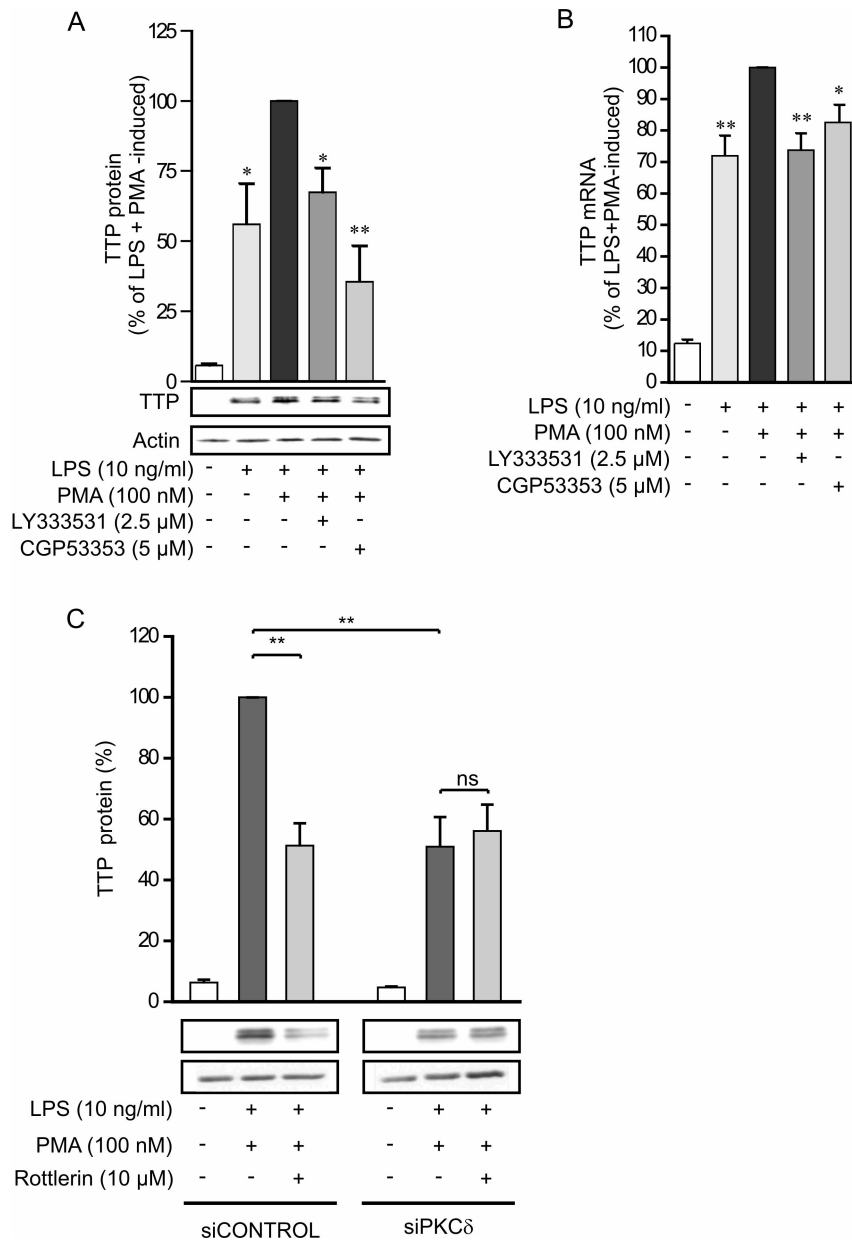 A
TTP protein
(% of LPS + PMA -induced)
125
100
75
50
25
0
* * **
TTP
Actin
LPS (10 ng/ml) - + + + +
PMA (100 nM) - - + + +
LY333531 (2.5 µM) - - - + -
CGP53353 (5 µM) - - - - +
B
TTP mRNA
(% of LPS+PMA-induced)
110
100
90
80
70
60
50
40
30
20
10
0
** ** *
LPS (10 ng/ml) - + + + +
PMA (100 nM) - - + + +
LY333531 (2.5 µM) - - - + -
CGP53353 (5 µM) - - - - +
C
TTP protein (%)
120
100
80
60
40
20
0
**
**
ns
LPS (10 ng/ml) - + + - + +
PMA (100 nM) - + + - + +
Rottlerin (10 µM) - - + - - +
siCONTROL siPKCδ